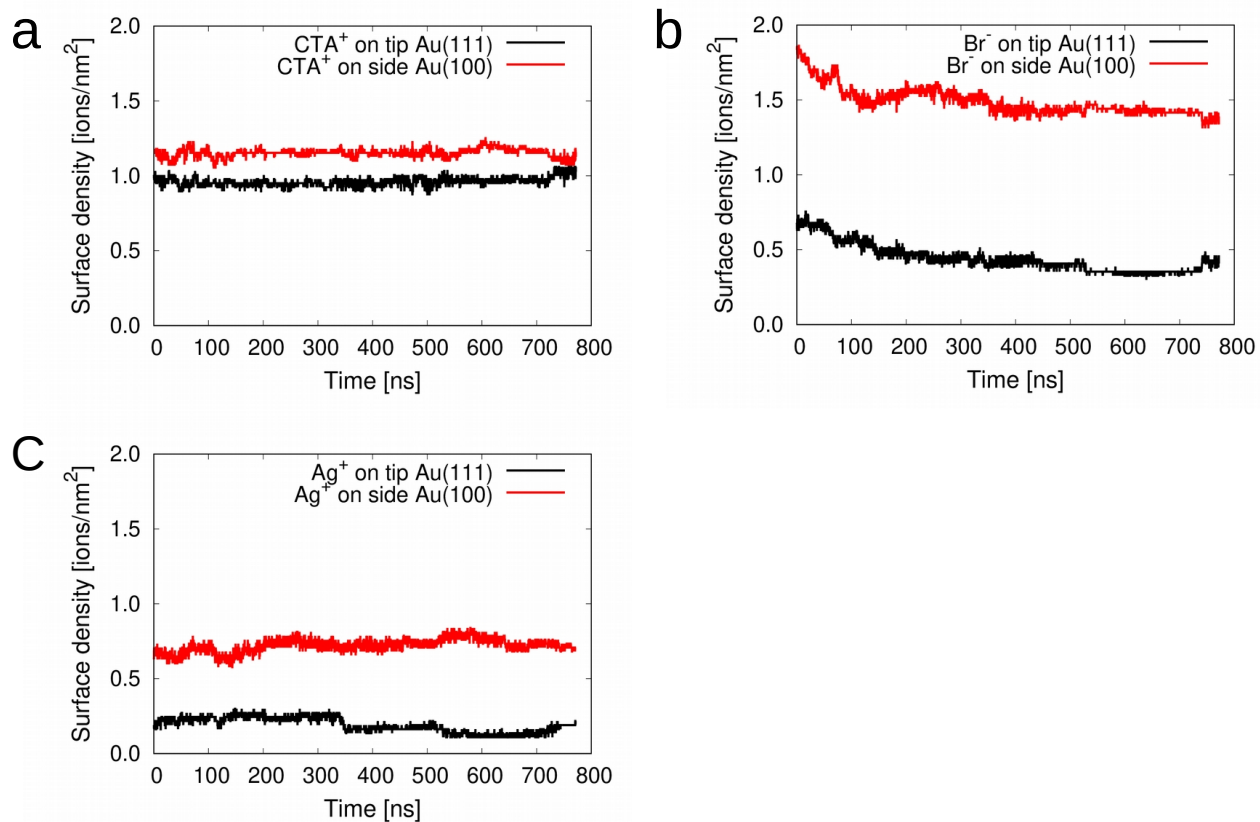 a
CTA+ on tip Au(111)
CTA+ on side Au(100)
Surface density [ions/nm2]
2.0
1.5
1.0
0.5
0.0
0 100 200 300 400 500 600 700 800
Time [ns]
b
Br- on tip Au(111)
Br- on side Au(100)
Surface density [ions/nm2]
2.0
1.5
1.0
0.5
0.0
0 100 200 300 400 500 600 700 800
Time [ns]
C
Ag+ on tip Au(111)
Ag+ on side Au(100)
Surface density [ions/nm2]
2.0
1.5
1.0
0.5
0.0
0 100 200 300 400 500 600 700 800
Time [ns]